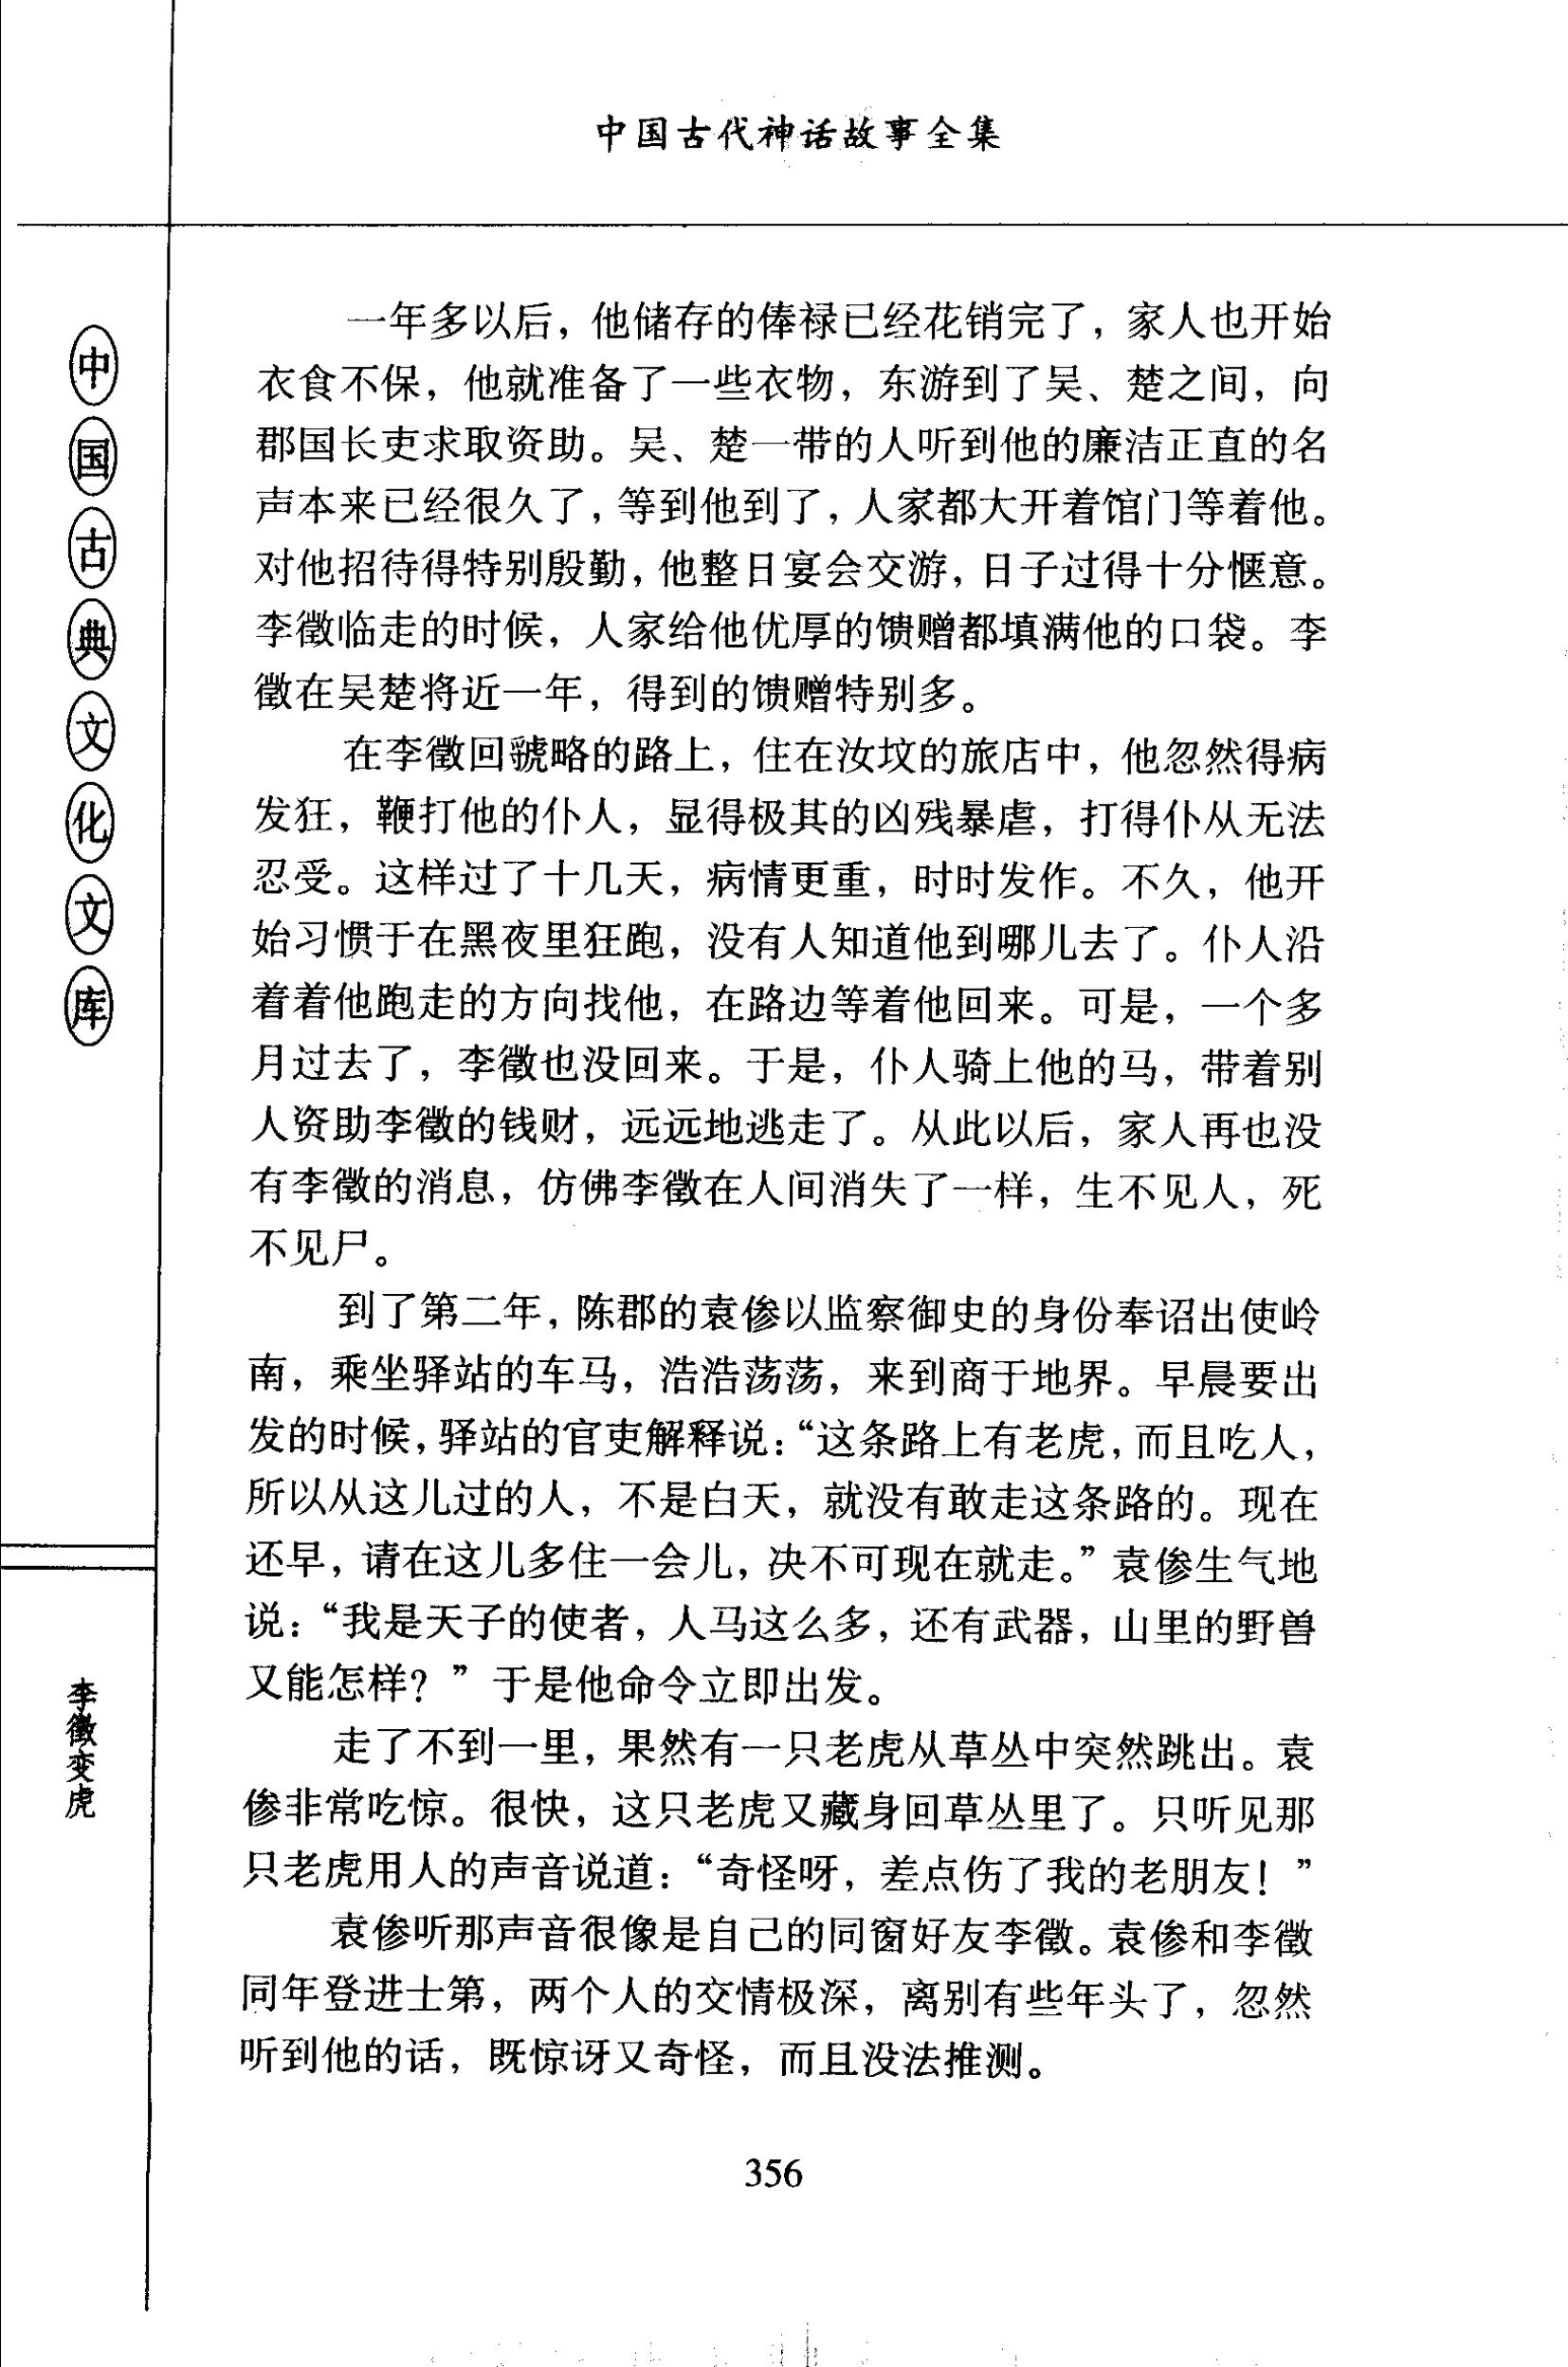 中国古代神话故事全集
中国古典文化文库
李徵变虎
一年多以后，他储存的俸禄已经花销完了，家人也开始
衣食不保，他就准备了一些衣物，东游到了吴、楚之间，向
郡国长吏求取资助。吴、楚一带的人听到他的廉洁正直的名
声本来已经很久了，等到他到了，人家都大开着馆门等着他。
对他招待得特别殷勤，他整日宴会交游，日子过得十分惬意。
李徵临走的时候，人家给他优厚的馈赠都填满他的口袋。李
徵在吴楚将近一年，得到的馈赠特别多。
在李徵回虢略的路上，住在汝坟的旅店中，他忽然得病
发狂，鞭打他的仆人，显得极其的凶残暴虐，打得仆从无法
忍受。这样过了十几天，病情更重，时时发作。不久，他开
始习惯于在黑夜里狂跑，没有人知道他到哪儿去了。仆人沿
着着他跑走的方向找他，在路边等着他回来。可是，一个多
月过去了，李徵也没回来。于是，仆人骑上他的马，带着别
人资助李徵的钱财，远远地逃走了。从此以后，家人再也没
有李徵的消息，仿佛李徵在人间消失了一样，生不见人，死
不见尸。
到了第二年，陈郡的袁傪以监察御史的身份奉诏出使岭
南，乘坐驿站的车马，浩浩荡荡，来到商于地界。早晨要出
发的时候，驿站的官吏解释说：“这条路上有老虎，而且吃人，
所以从这儿过的人，不是白天，就没有敢走这条路的。现在
还早，请在这儿多住一会儿，决不可现在就走。”袁傪生气地
说：“我是天子的使者，人马这么多，还有武器，山里的野兽
又能怎样？”于是他命令立即出发。
走了不到一里，果然有一只老虎从草丛中突然跳出。袁
傪非常吃惊。很快，这只老虎又藏身回草丛里了。只听见那
只老虎用人的声音说道：“奇怪呀，差点伤了我的老朋友！”
袁傪听那声音很像是自己的同窗好友李徵。袁傪和李徵
同年登进士第，两个人的交情极深，离别有些年头了，忽然
听到他的话，既惊讶又奇怪，而且没法推测。
356